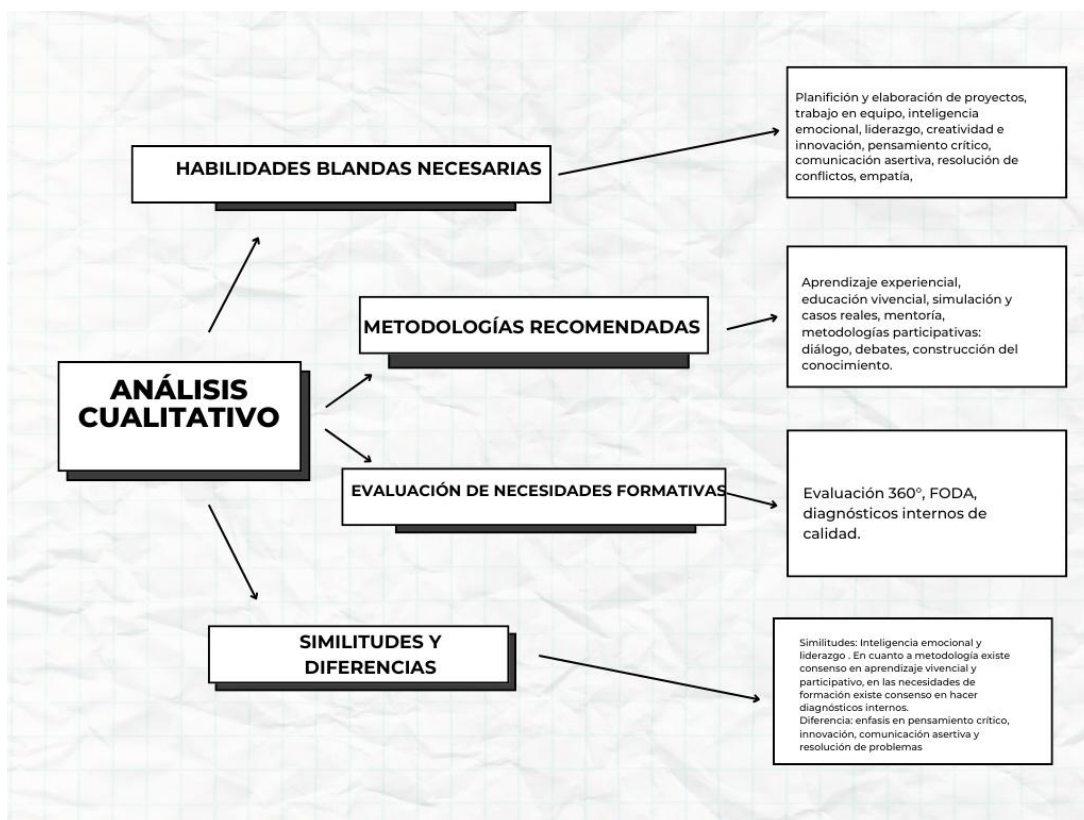 HABILIDADES BLANDAS NECESARIAS
Planifición y elaboración de proyectos,
trabajo en equipo, inteligencia
emocional, liderazgo, creatividad e
innovación, pensamiento crítico,
comunicación asertiva, resolución de
conflictos, empatía,
METODOLOGÍAS RECOMENDADAS
Aprendizaje experiencial,
educación vivencial, simulación y
casos reales, mentoría,
metodologías participativas:
diálogo, debates, construcción del
conocimiento.
ANÁLISIS
CUALITATIVO
EVALUACIÓN DE NECESIDADES FORMATIVAS
Evaluación 360°, FODA,
diagnósticos internos de
calidad.
SIMILITUDES Y
DIFERENCIAS
Similitudes: Inteligencia emocional y
liderazgo . En cuanto a metodología existe
consenso en aprendizaje vivencial y
participativo, en las necesidades de
formación existe consenso en hacer
diagnósticos internos.
Diferencia: enfasis en pensamiento crítico,
innovación, comunicación asertiva y
resolución de problemas